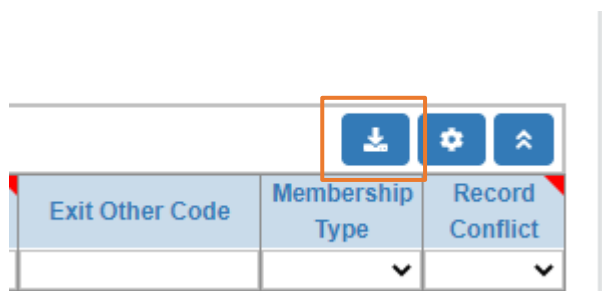 Exit Other Code
Membership
Type
Record
Conflict